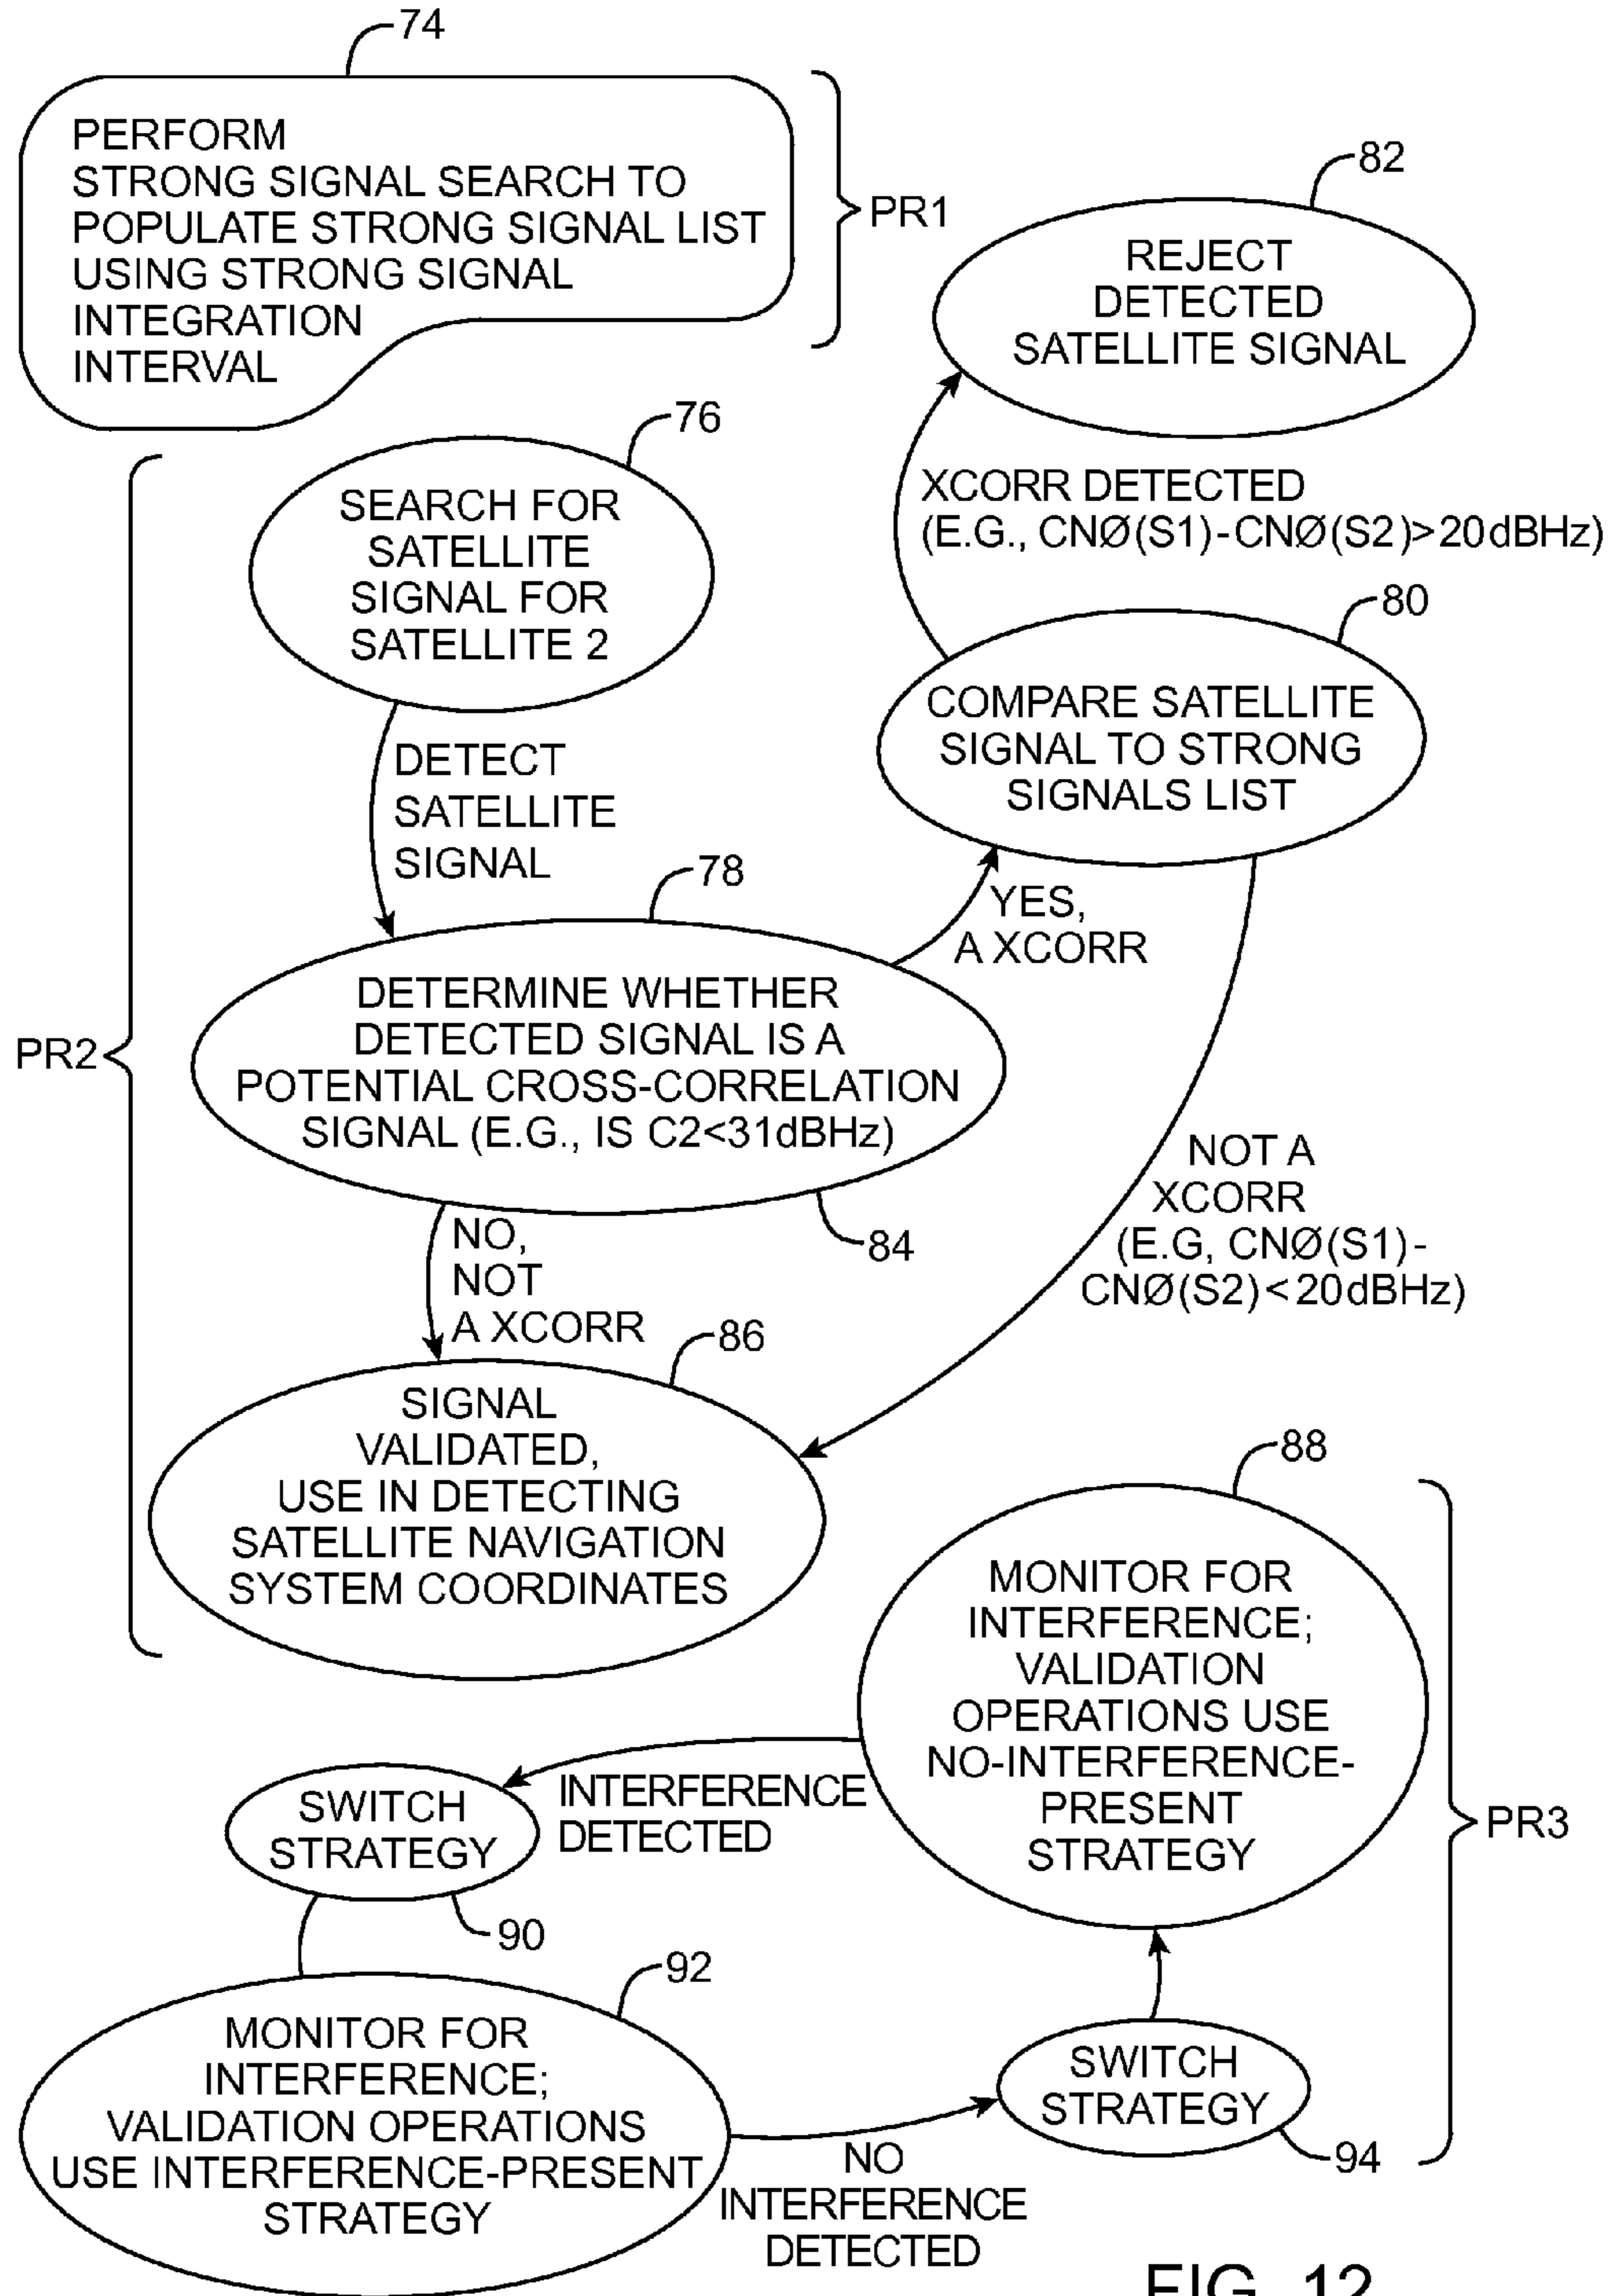 74
PERFORM
STRONG SIGNAL SEARCH TO
POPULATE STRONG SIGNAL LIST
USING STRONG SIGNAL
INTEGRATION
INTERVAL
PR1
82
REJECT
DETECTED
SATELLITE SIGNAL
76
SEARCH FOR
SATELLITE
SIGNAL FOR
SATELLITE 2
XCORR DETECTED
(E.G., CNØ(S1)-CNØ(S2)>20dBHz)
80
COMPARE SATELLITE
SIGNAL TO STRONG
SIGNALS LIST
DETECT
SATELLITE
SIGNAL
78
YES,
A XCORR
DETERMINE WHETHER
DETECTED SIGNAL IS A
POTENTIAL CROSS-CORRELATION
SIGNAL (E.G., IS C2<31dBHz)
PR2
84
NO,
NOT
A XCORR
NOT A
XCORR
(E.G, CNØ(S1)-
CNØ(S2)<20dBHz)
86
SIGNAL
VALIDATED,
USE IN DETECTING
SATELLITE NAVIGATION
SYSTEM COORDINATES
88
MONITOR FOR
INTERFERENCE;
VALIDATION
OPERATIONS USE
NO-INTERFERENCE-
PRESENT
STRATEGY
PR3
INTERFERENCE
DETECTED
SWITCH
STRATEGY
90
92
MONITOR FOR
INTERFERENCE;
VALIDATION OPERATIONS
USE INTERFERENCE-PRESENT
STRATEGY
NO
INTERFERENCE
DETECTED
SWITCH
STRATEGY
94
FIG. 12